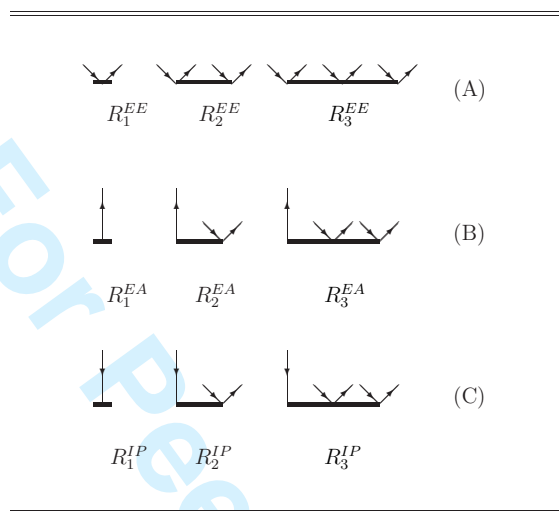 R_1^{EE} R_2^{EE} R_3^{EE} (A)
R_1^{EA} R_2^{EA} R_3^{EA} (B)
R_1^{IP} R_2^{IP} R_3^{IP} (C)
For Pee